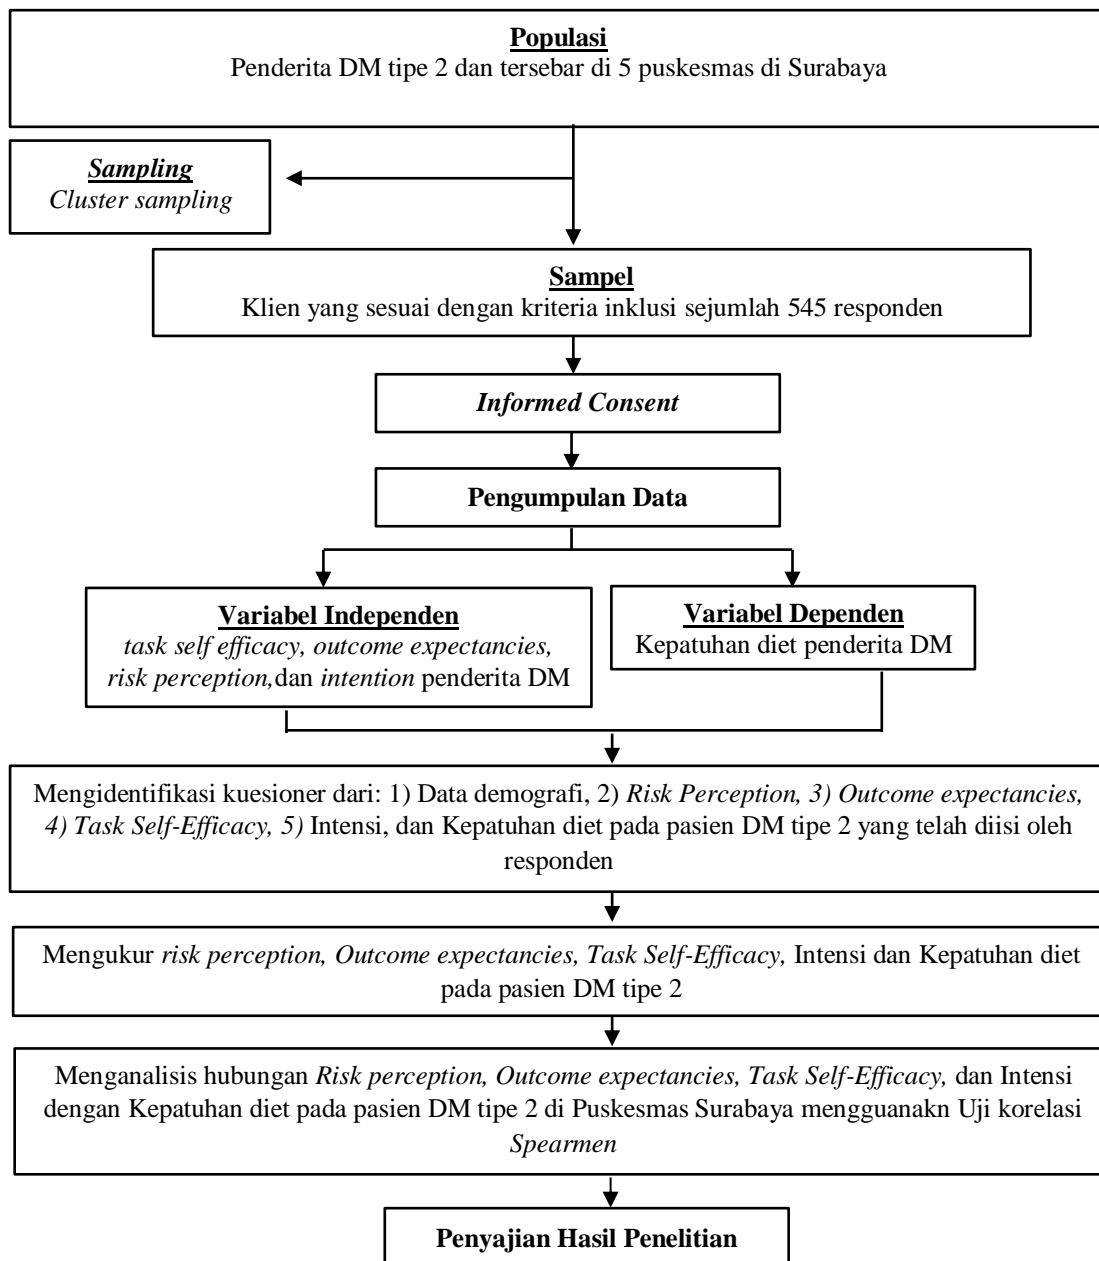 Populasi
Penderita DM tipe 2 dan tersebar di 5 puskesmas di Surabaya
Sampling
Cluster sampling
Sampel
Klien yang sesuai dengan kriteria inklusi sejumlah 545 responden
Informed Consent
Pengumpulan Data
Variabel Independen
task self efficacy, outcome expectancies,
risk perception,dan intention penderita DM
Variabel Dependen
Kepatuhan diet penderita DM
Mengidentifikasi kuesioner dari: 1) Data demografi, 2) Risk Perception, 3) Outcome expectancies,
4) Task Self-Efficacy, 5) Intensi, dan Kepatuhan diet pada pasien DM tipe 2 yang telah diisi oleh
responden
Mengukur risk perception, Outcome expectancies, Task Self-Efficacy, Intensi dan Kepatuhan diet
pada pasien DM tipe 2
Menganalisis hubungan Risk perception, Outcome expectancies, Task Self-Efficacy, dan Intensi
dengan Kepatuhan diet pada pasien DM tipe 2 di Puskesmas Surabaya mengguanakn Uji korelasi
Spearmen
Penyajian Hasil Penelitian